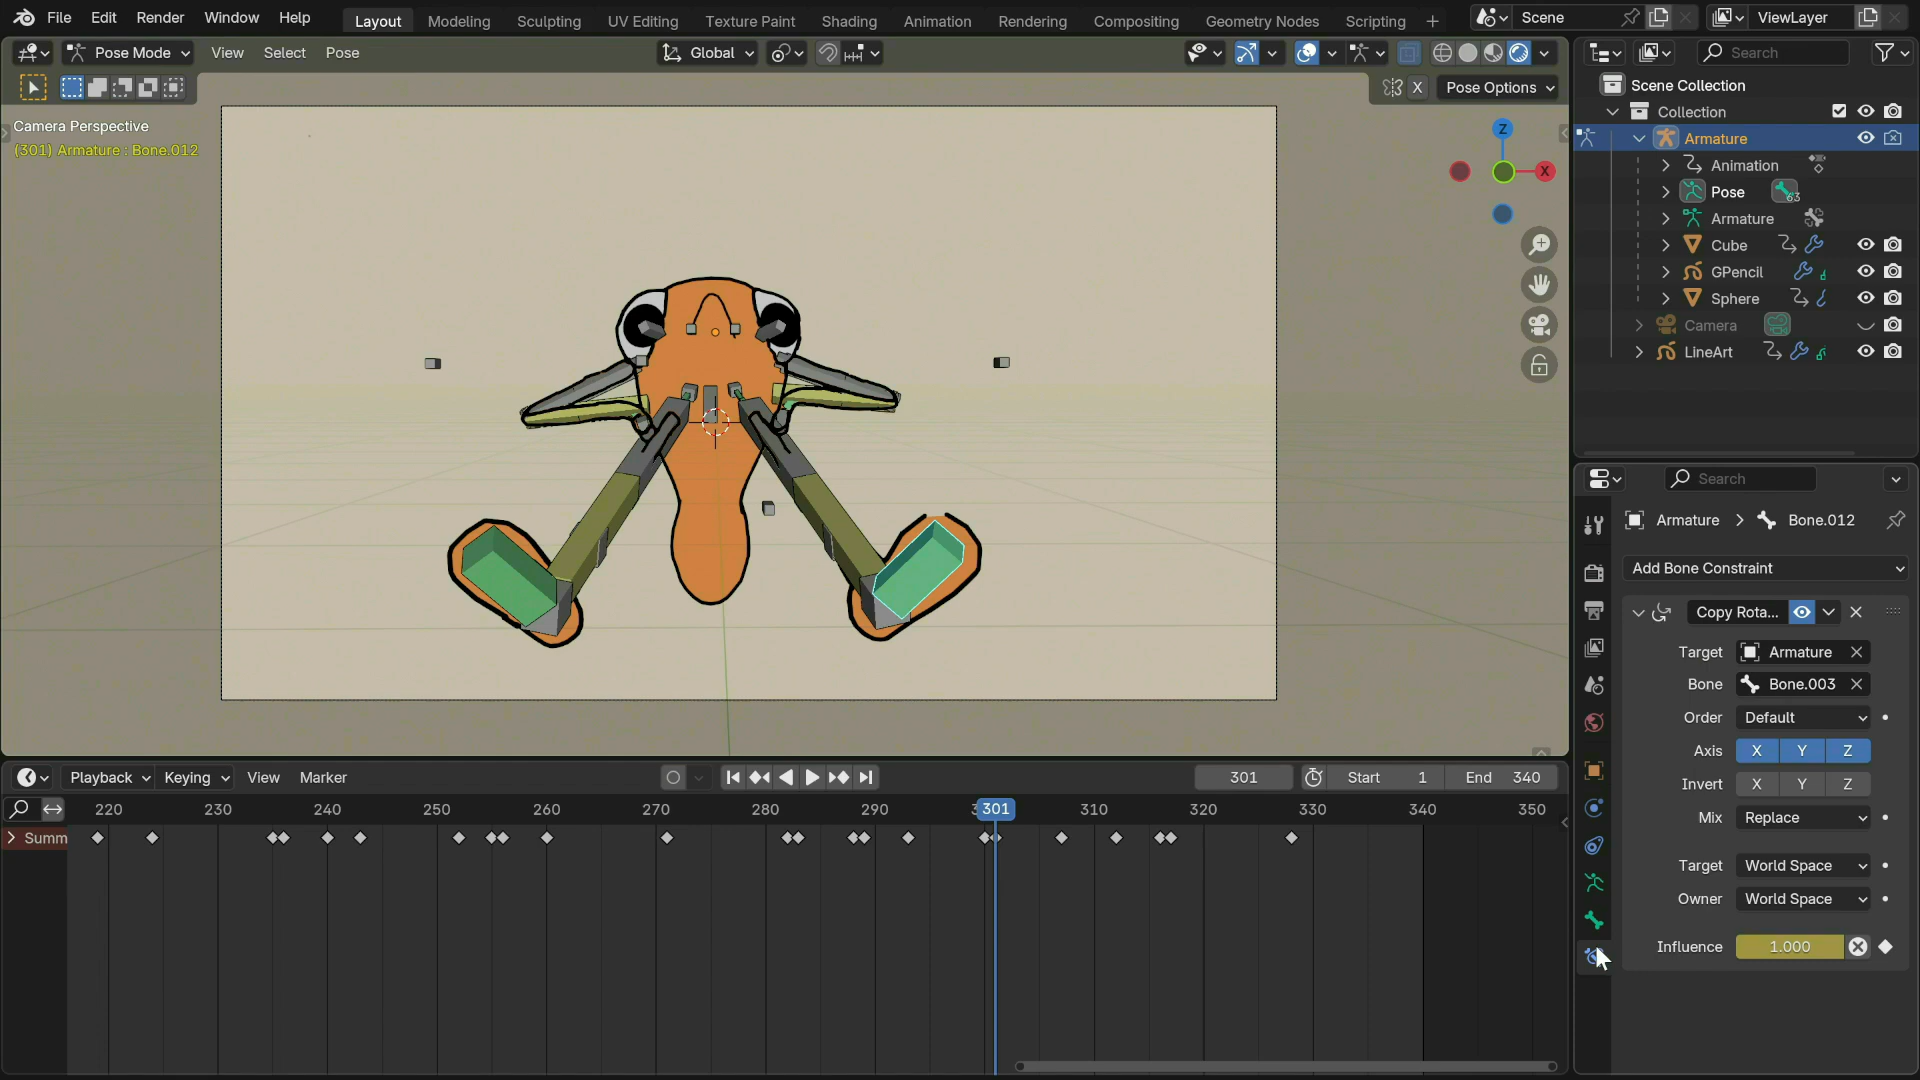 File Edit Render Window Help Layout Modeling Sculpting UV Editing Texture Paint Shading Animation Rendering Compositing Geometry Nodes Scripting + Scene ViewLayer
Pose Mode View Select Pose Global Search
X Pose Options
Scene Collection
Camera Perspective
(301) Armature : Bone.012
Z
X
Collection
Armature
Animation
Pose 63
Armature
Cube
GPencil
Sphere
Camera
LineArt
Search
Armature > Bone.012
Add Bone Constraint
Copy Rota...
Target Armature
Bone Bone.003
Order Default
Axis X Y Z
Invert X Y Z
Mix Replace
Target World Space
Owner World Space
Influence 1.000
Playback Keying View Marker 301 Start 1 End 340
220 230 240 250 260 270 280 290 301 310 320 330 340 350
Summ